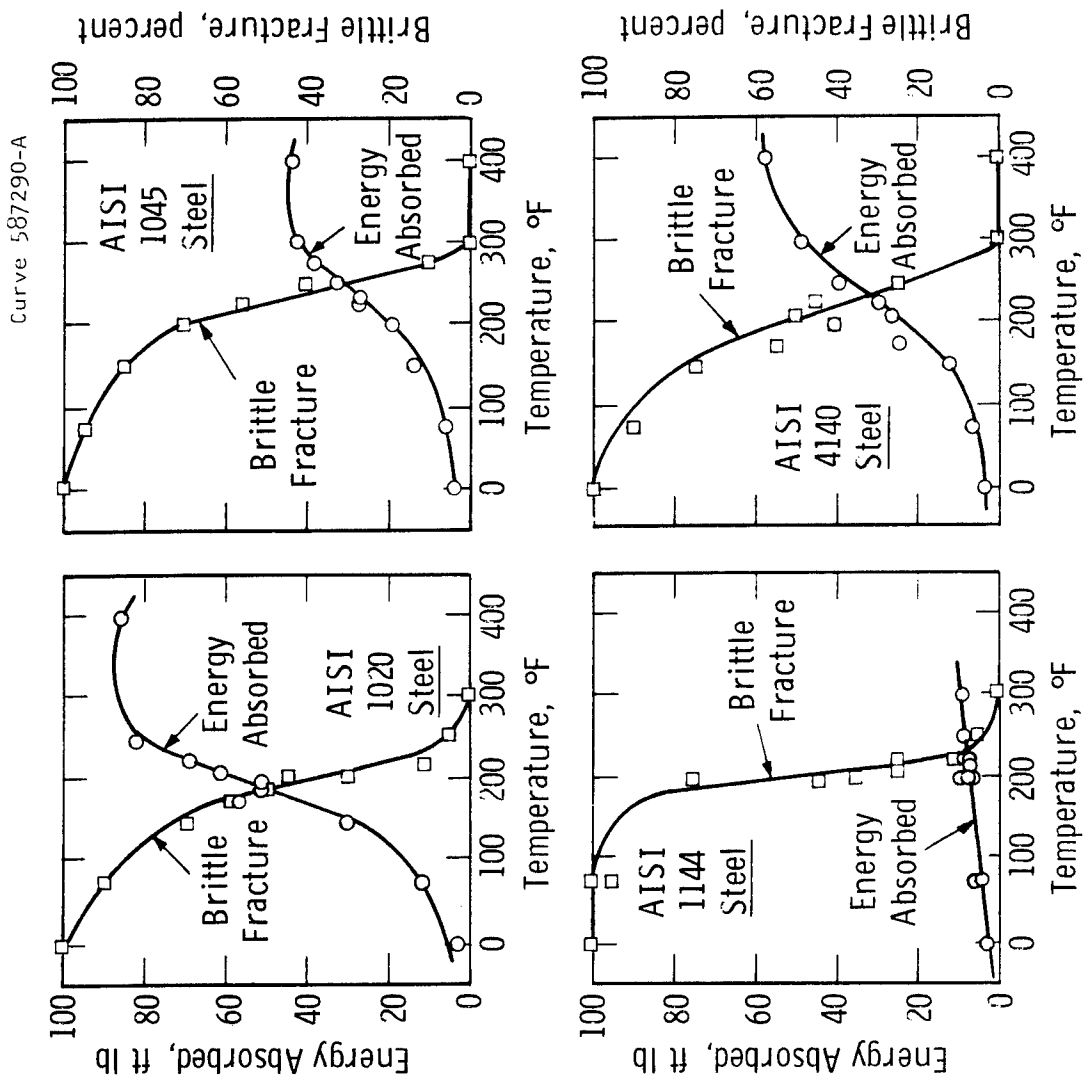 Curve 587290-A
Energy Absorbed, ft lb
100
80
60
40
20
0
Brittle
Fracture
Energy
Absorbed
AISI
1020
Steel
0
100
200
300
400
Temperature, °F
AISI
1045
Steel
Brittle
Fracture
Energy
Absorbed
0
100
200
300
400
Temperature, °F
100
80
60
40
20
0
Brittle Fracture, percent
Energy Absorbed, ft lb
100
80
60
40
20
0
AISI
1144
Steel
Brittle
Fracture
Energy
Absorbed
0
100
200
300
400
Temperature, °F
Brittle
Fracture
AISI
4140
Steel
Energy
Absorbed
0
100
200
300
400
Temperature, °F
100
80
60
40
20
0
Brittle Fracture, percent